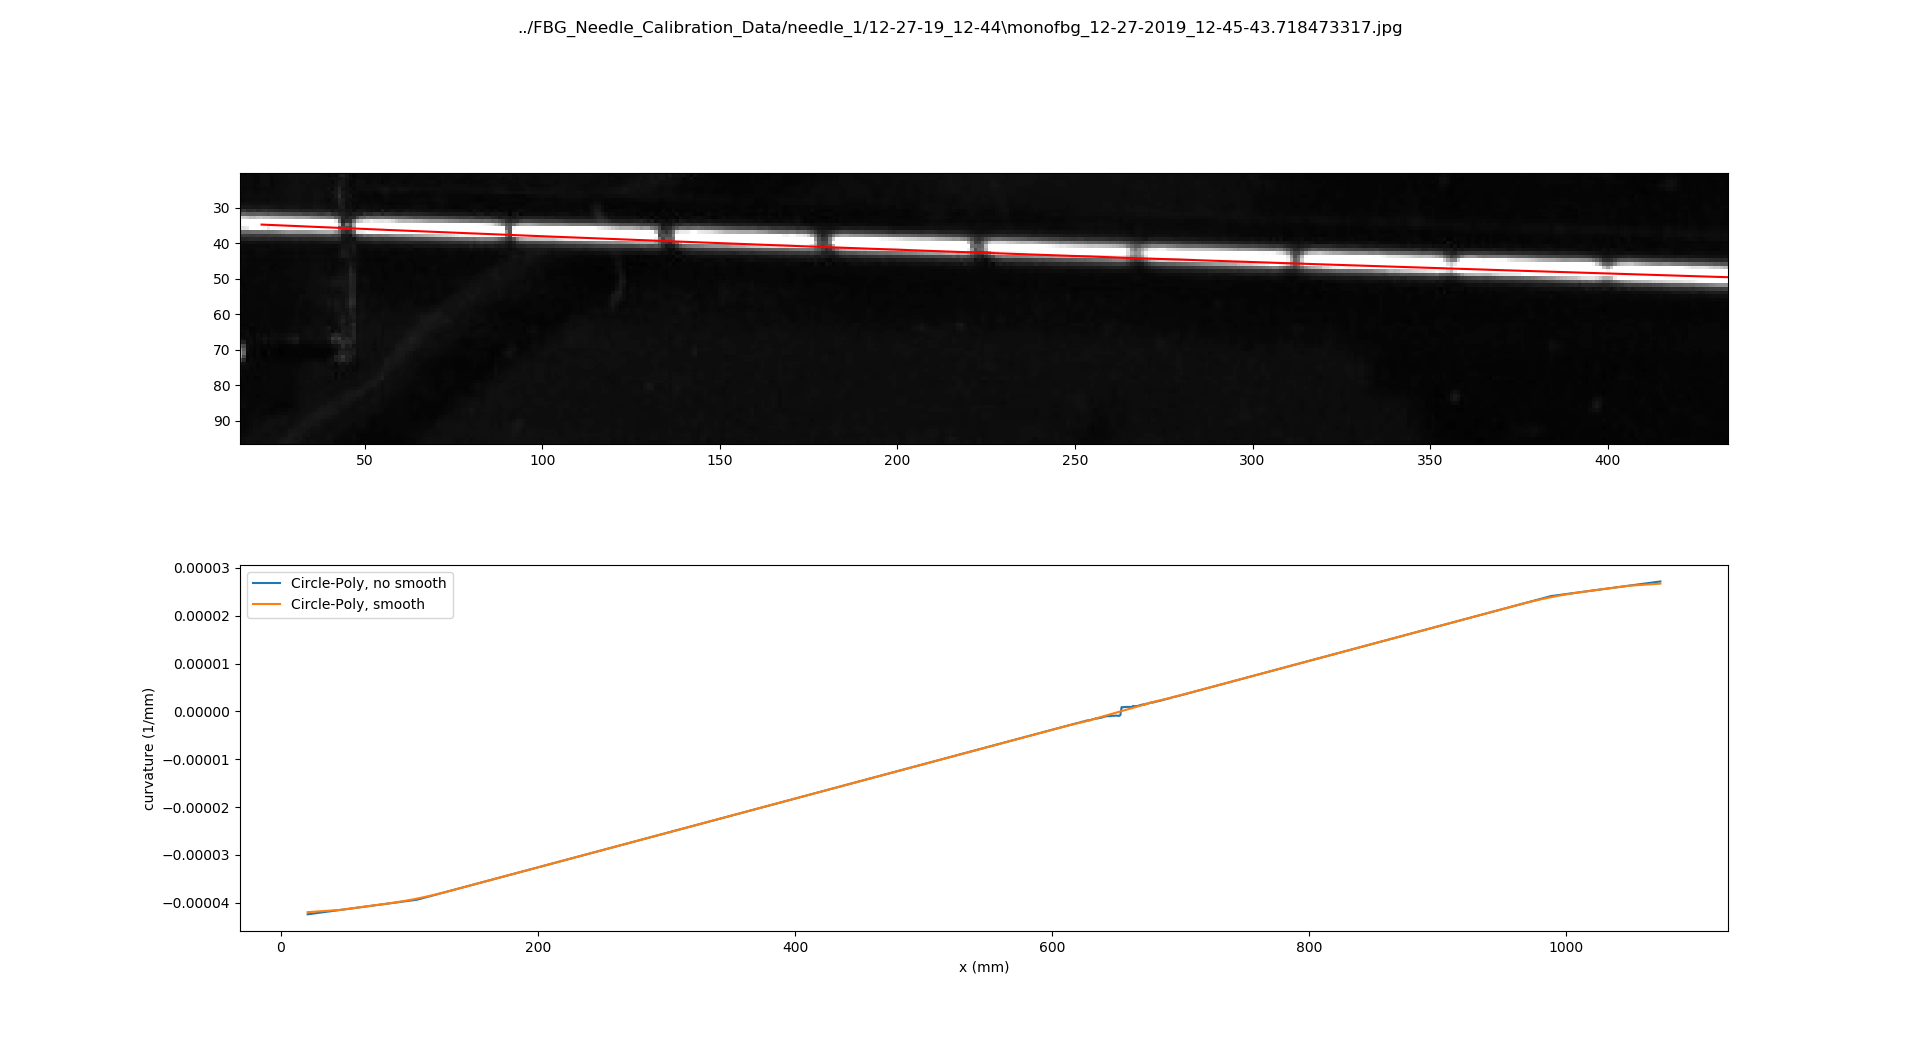 ../FBG_Needle_Calibration_Data/needle_1/12-27-19_12-44\monofbg_12-27-2019_12-45-43.718473317.jpg
30
40
50
60
70
80
90
50 100 150 200 250 300 350 400
0.00003
0.00002
0.00001
0.00000
−0.00001
−0.00002
−0.00003
−0.00004
curvature (1/mm)
Circle-Poly, no smooth
Circle-Poly, smooth
0 200 400 600 800 1000
x (mm)